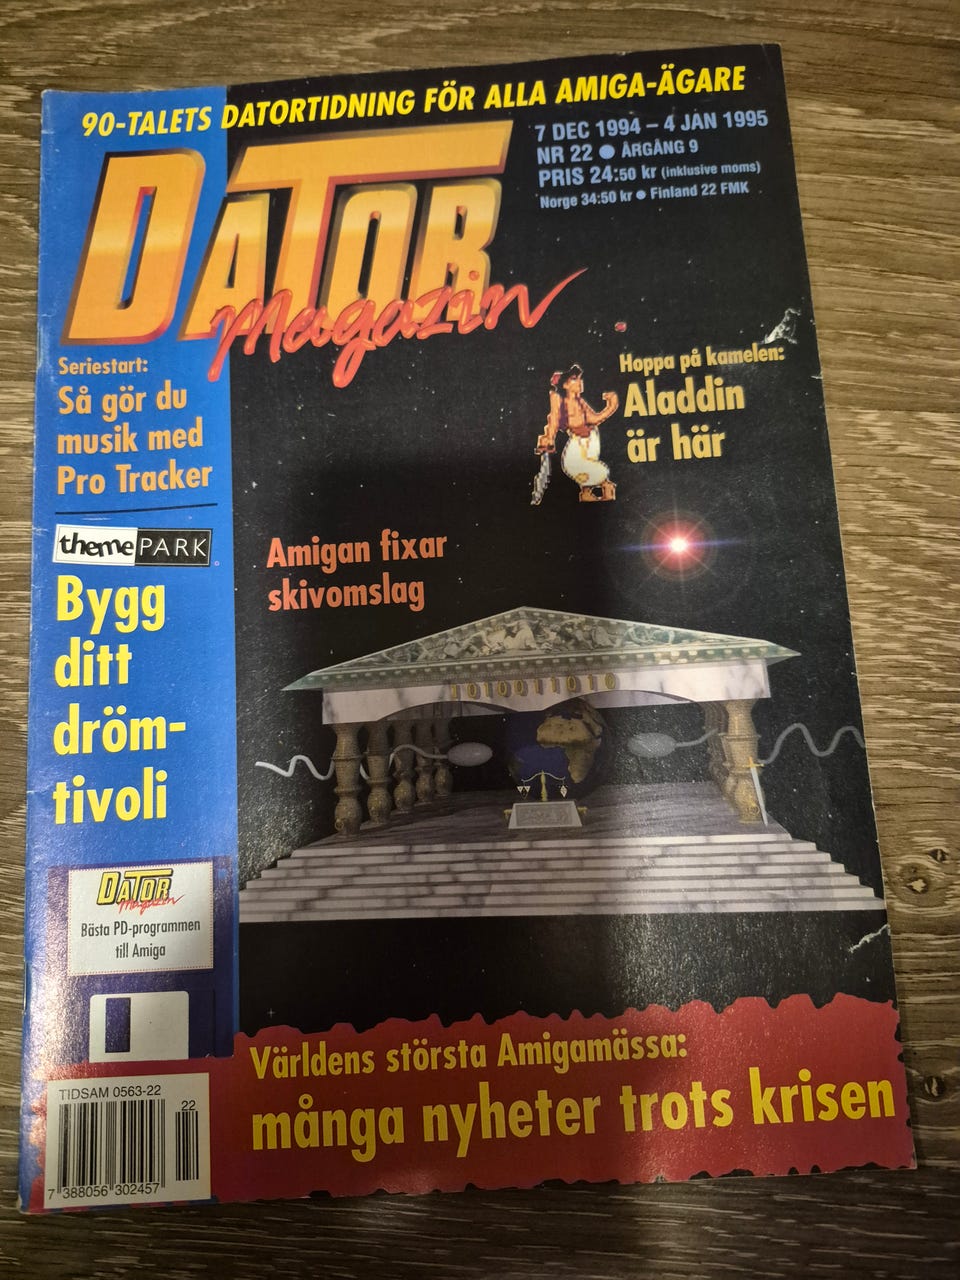 90-TALETS DATORTIDNING FÖR ALLA AMIGA-ÄGARE
7 DEC 1994 – 4 JAN 1995
NR 22 ● ÅRGÅNG 9
PRIS 24:50 kr (inklusive moms)
Norge 34:50 kr ● Finland 22 FMK
DATOR
Magazin
Seriestart:
Så gör du
musik med
Pro Tracker
Hoppa på kamelen:
Aladdin
är här
themePARK
Bygg
ditt
dröm-
tivoli
Amigan fixar
skivomslag
1010011010
DATOR
Magazin
Bästa PD-programmen
till Amiga
Världens största Amigamässa:
många nyheter trots krisen
TIDSAM 0563-22
22
7 388056 302457